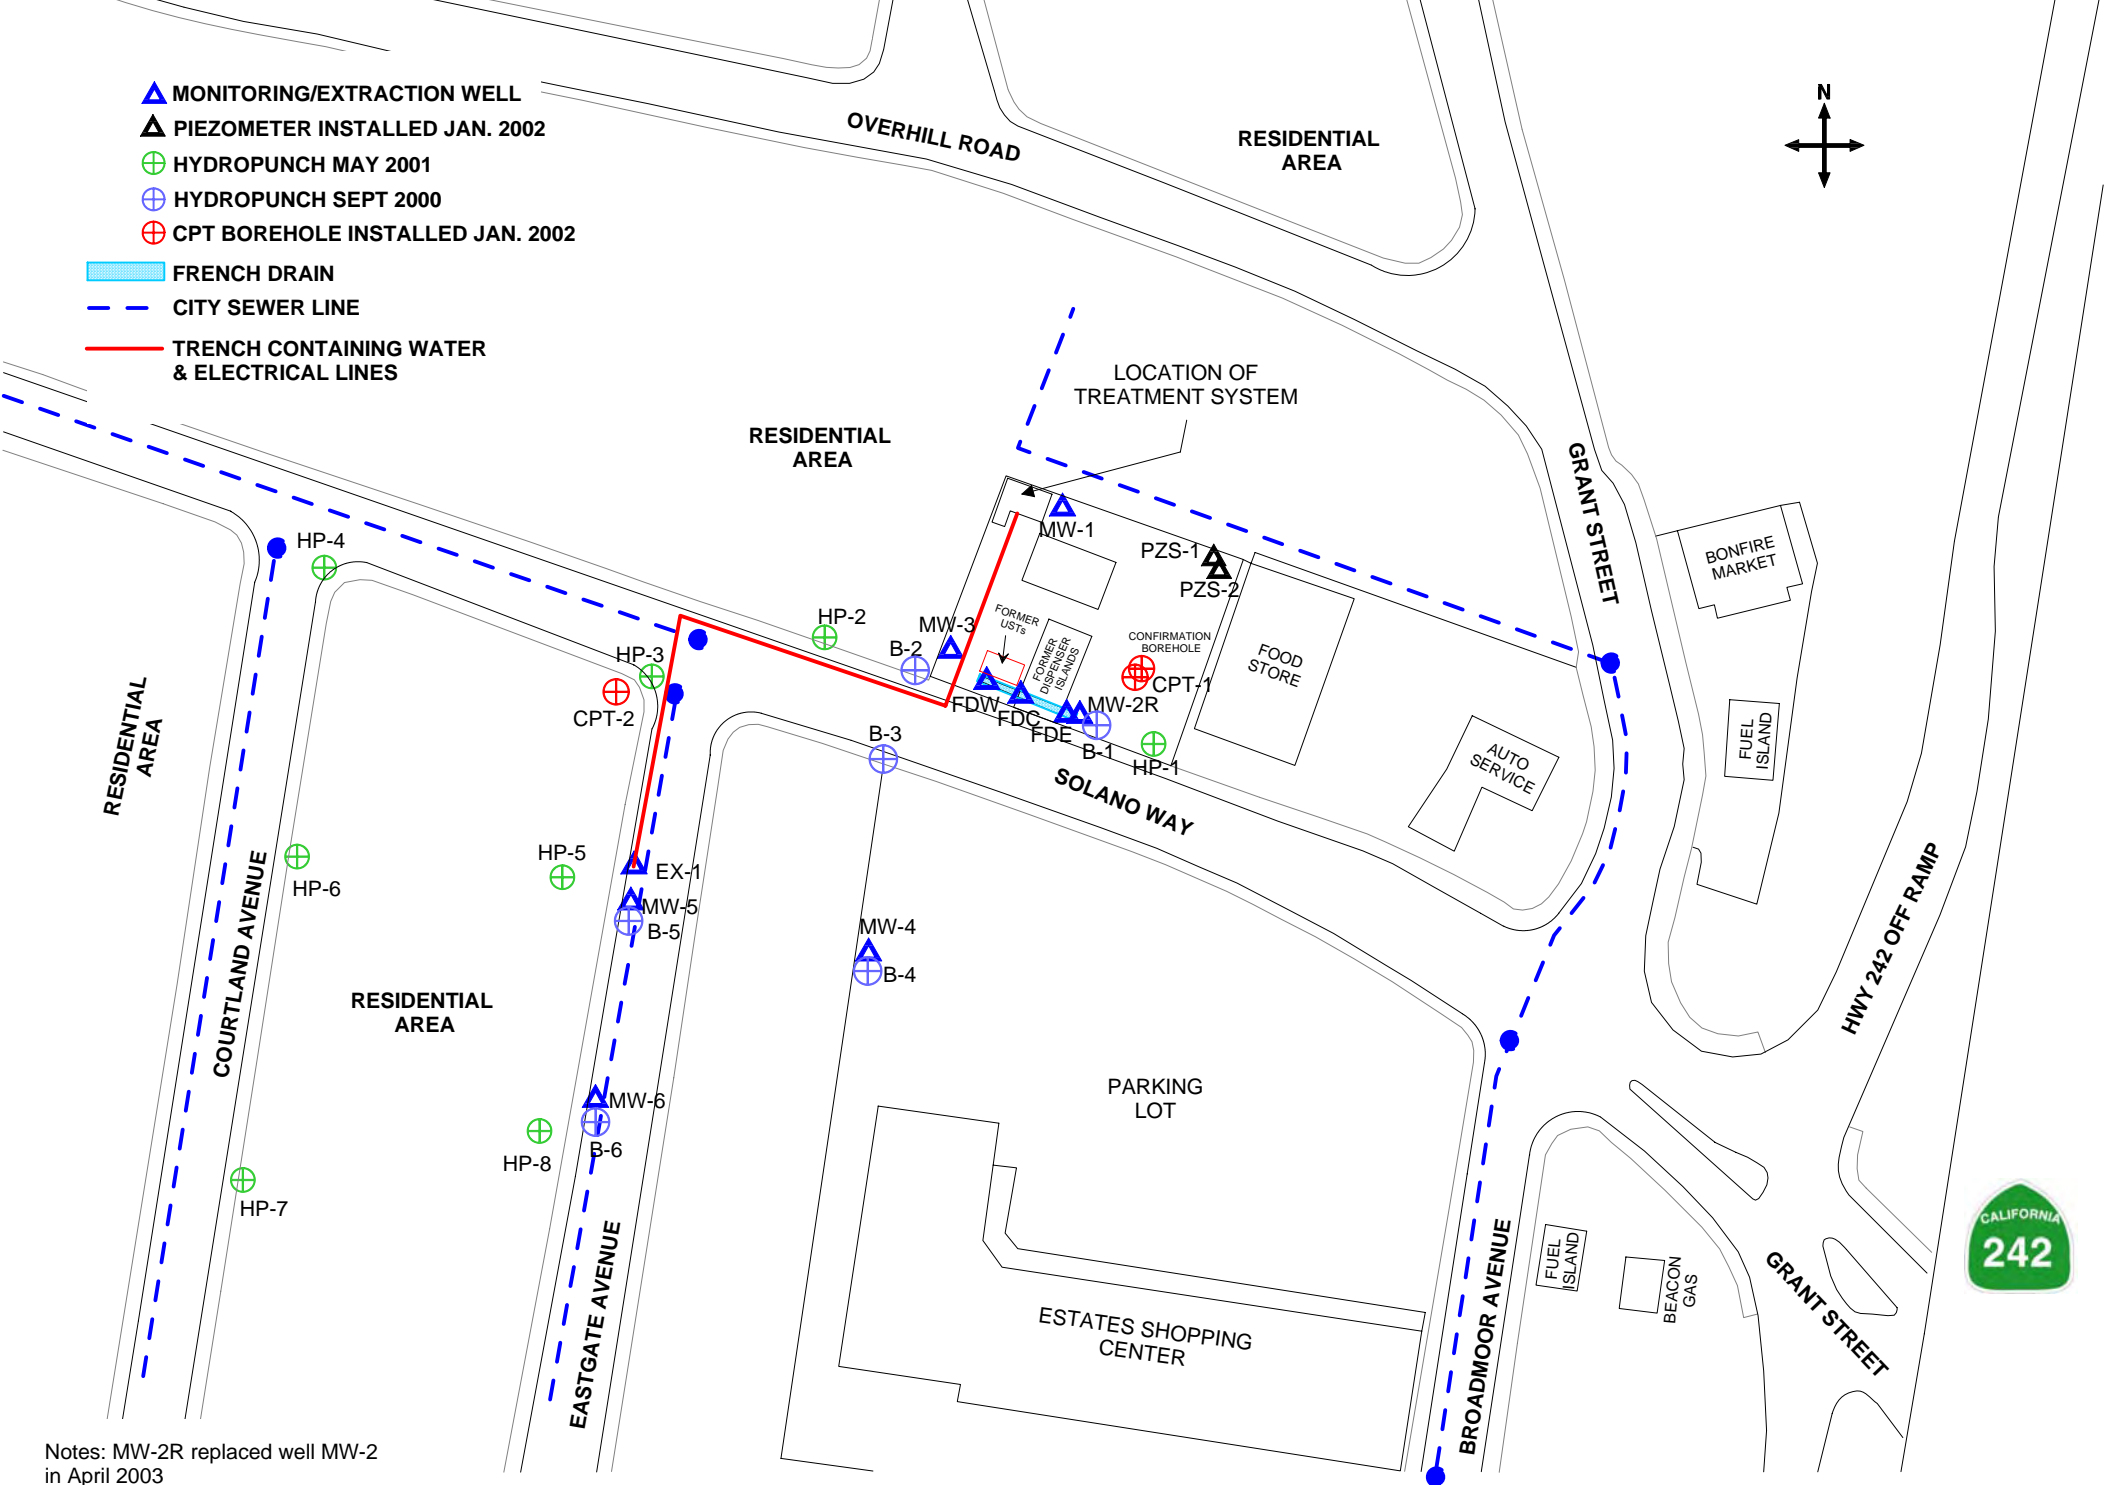 MONITORING/EXTRACTION WELL
PIEZOMETER INSTALLED JAN. 2002
HYDROPUNCH MAY 2001
HYDROPUNCH SEPT 2000
CPT BOREHOLE INSTALLED JAN. 2002
FRENCH DRAIN
CITY SEWER LINE
TRENCH CONTAINING WATER
& ELECTRICAL LINES
OVERHILL ROAD
RESIDENTIAL
AREA
N
LOCATION OF
TREATMENT SYSTEM
RESIDENTIAL
AREA
GRANT STREET
MW-1
PZS-1
PZS-2
BONFIRE
MARKET
HP-4
HP-2
MW-3
B-2
FORMER
USTs
FORMER
DISPENSER
ISLANDS
CONFIRMATION
BOREHOLE
CPT-1
FOOD
STORE
HP-3
CPT-2
FDW
FDC
FDE
MW-2R
B-1
HP-1
B-3
SOLANO WAY
AUTO
SERVICE
FUEL
ISLAND
RESIDENTIAL
AREA
HP-5
EX-1
MW-5
B-5
HP-6
COURTLAND AVENUE
MW-4
B-4
HWY 242 OFF RAMP
RESIDENTIAL
AREA
PARKING
LOT
MW-6
B-6
HP-8
HP-7
EASTGATE AVENUE
ESTATES SHOPPING
CENTER
BROADMOOR AVENUE
FUEL
ISLAND
BEACON
GAS
GRANT STREET
CALIFORNIA
242
Notes: MW-2R replaced well MW-2
in April 2003